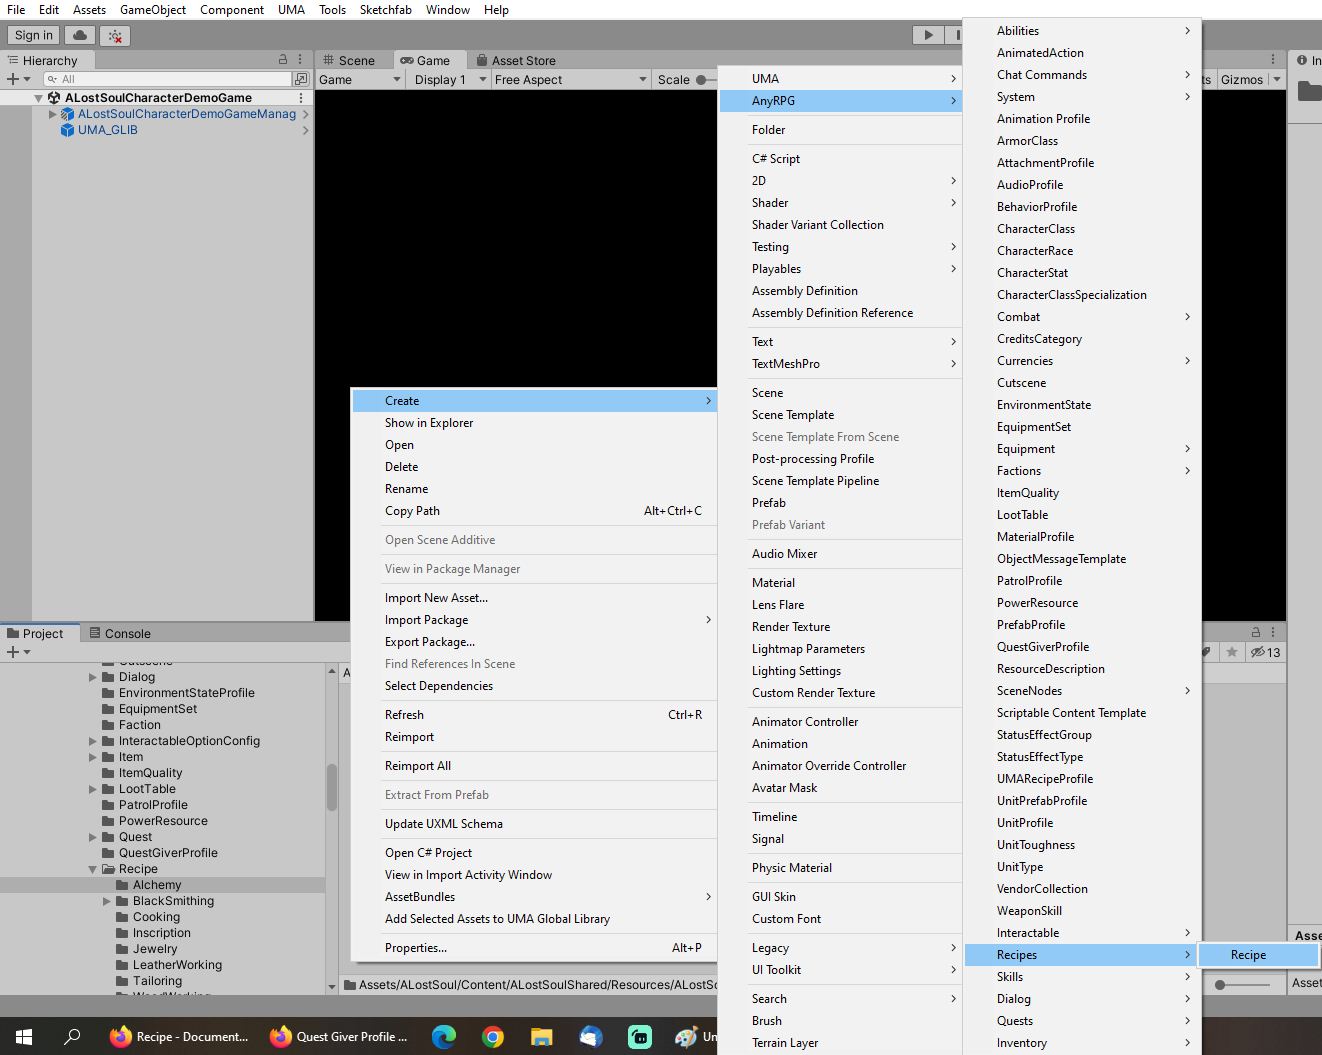 File Edit Assets GameObject Component UMA Tools Sketchfab Window Help
Sign in
Hierarchy
All
ALostSoulCharacterDemoGame
ALostSoulCharacterDemoGameManag
UMA_GLIB
Scene Game Asset Store
Game Display 1 Free Aspect Scale
Gizmos
Create
Show in Explorer
Open
Delete
Rename
Copy Path Alt+Ctrl+C
Open Scene Additive
View in Package Manager
Import New Asset...
Import Package
Export Package...
Find References In Scene
Select Dependencies
Refresh Ctrl+R
Reimport
Reimport All
Extract From Prefab
Update UXML Schema
Open C# Project
View in Import Activity Window
AssetBundles
Add Selected Assets to UMA Global Library
Properties... Alt+P
UMA
AnyRPG
Folder
C# Script
2D
Shader
Shader Variant Collection
Testing
Playables
Assembly Definition
Assembly Definition Reference
Text
TextMeshPro
Scene
Scene Template
Scene Template From Scene
Post-processing Profile
Scene Template Pipeline
Prefab
Prefab Variant
Audio Mixer
Material
Lens Flare
Render Texture
Lightmap Parameters
Lighting Settings
Custom Render Texture
Animator Controller
Animation
Animator Override Controller
Avatar Mask
Timeline
Signal
Physic Material
GUI Skin
Custom Font
Legacy
UI Toolkit
Search
Brush
Terrain Layer
Abilities
AnimatedAction
Chat Commands
System
Animation Profile
ArmorClass
AttachmentProfile
AudioProfile
BehaviorProfile
CharacterClass
CharacterRace
CharacterStat
CharacterClassSpecialization
Combat
CreditsCategory
Currencies
Cutscene
EnvironmentState
EquipmentSet
Equipment
Factions
ItemQuality
LootTable
MaterialProfile
ObjectMessageTemplate
PatrolProfile
PowerResource
PrefabProfile
QuestGiverProfile
ResourceDescription
SceneNodes
Scriptable Content Template
StatusEffectGroup
StatusEffectType
UMARecipeProfile
UnitPrefabProfile
UnitProfile
UnitToughness
UnitType
VendorCollection
WeaponSkill
Interactable
Recipes
Skills
Dialog
Quests
Inventory
Recipe
Project Console
13
Dialog
EnvironmentStateProfile
EquipmentSet
Faction
InteractableOptionConfig
Item
ItemQuality
LootTable
PatrolProfile
PowerResource
Quest
QuestGiverProfile
Recipe
Alchemy
BlackSmithing
Cooking
Inscription
Jewelry
LeatherWorking
Tailoring
Assets/ALostSoul/Content/ALostSoulShared/Resources/ALostSo
Asse
Asset
Recipe - Document... Quest Giver Profile ... Un